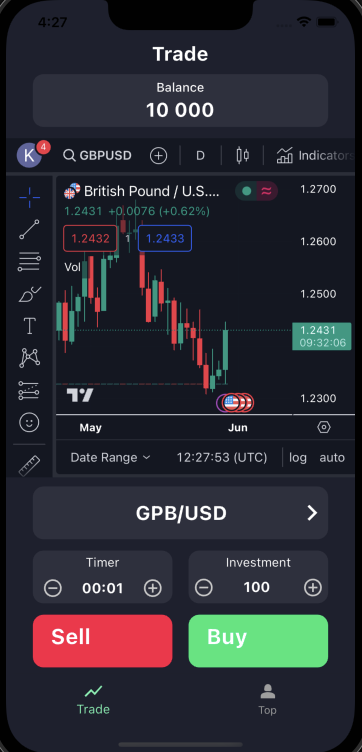 4:27
Trade
Balance
10 000
K
4
GBPUSD
D
Indicators
British Pound / U.S....
1.2431 +0.0076 (+0.62%)
1.2432
1
1.2433
Vol
T
1.2700
1.2600
1.2500
1.2431
09:32:06
1.2300
May
Jun
Date Range
12:27:53 (UTC)
log
auto
GPB/USD
Timer
00:01
Investment
100
Sell
Buy
Trade
Top